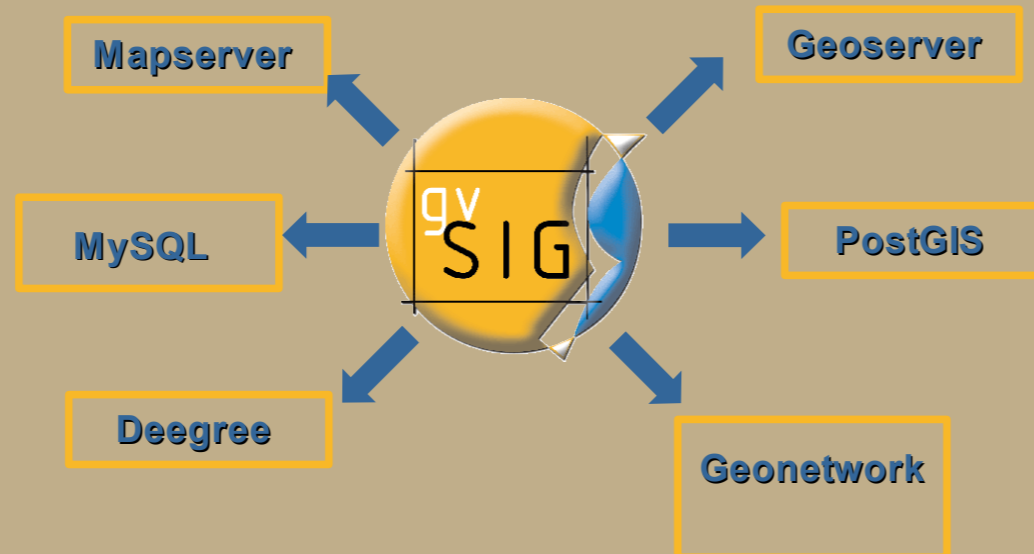 Mapserver
Geoserver
gv
SIG
MySQL
PostGIS
Deegree
Geonetwork